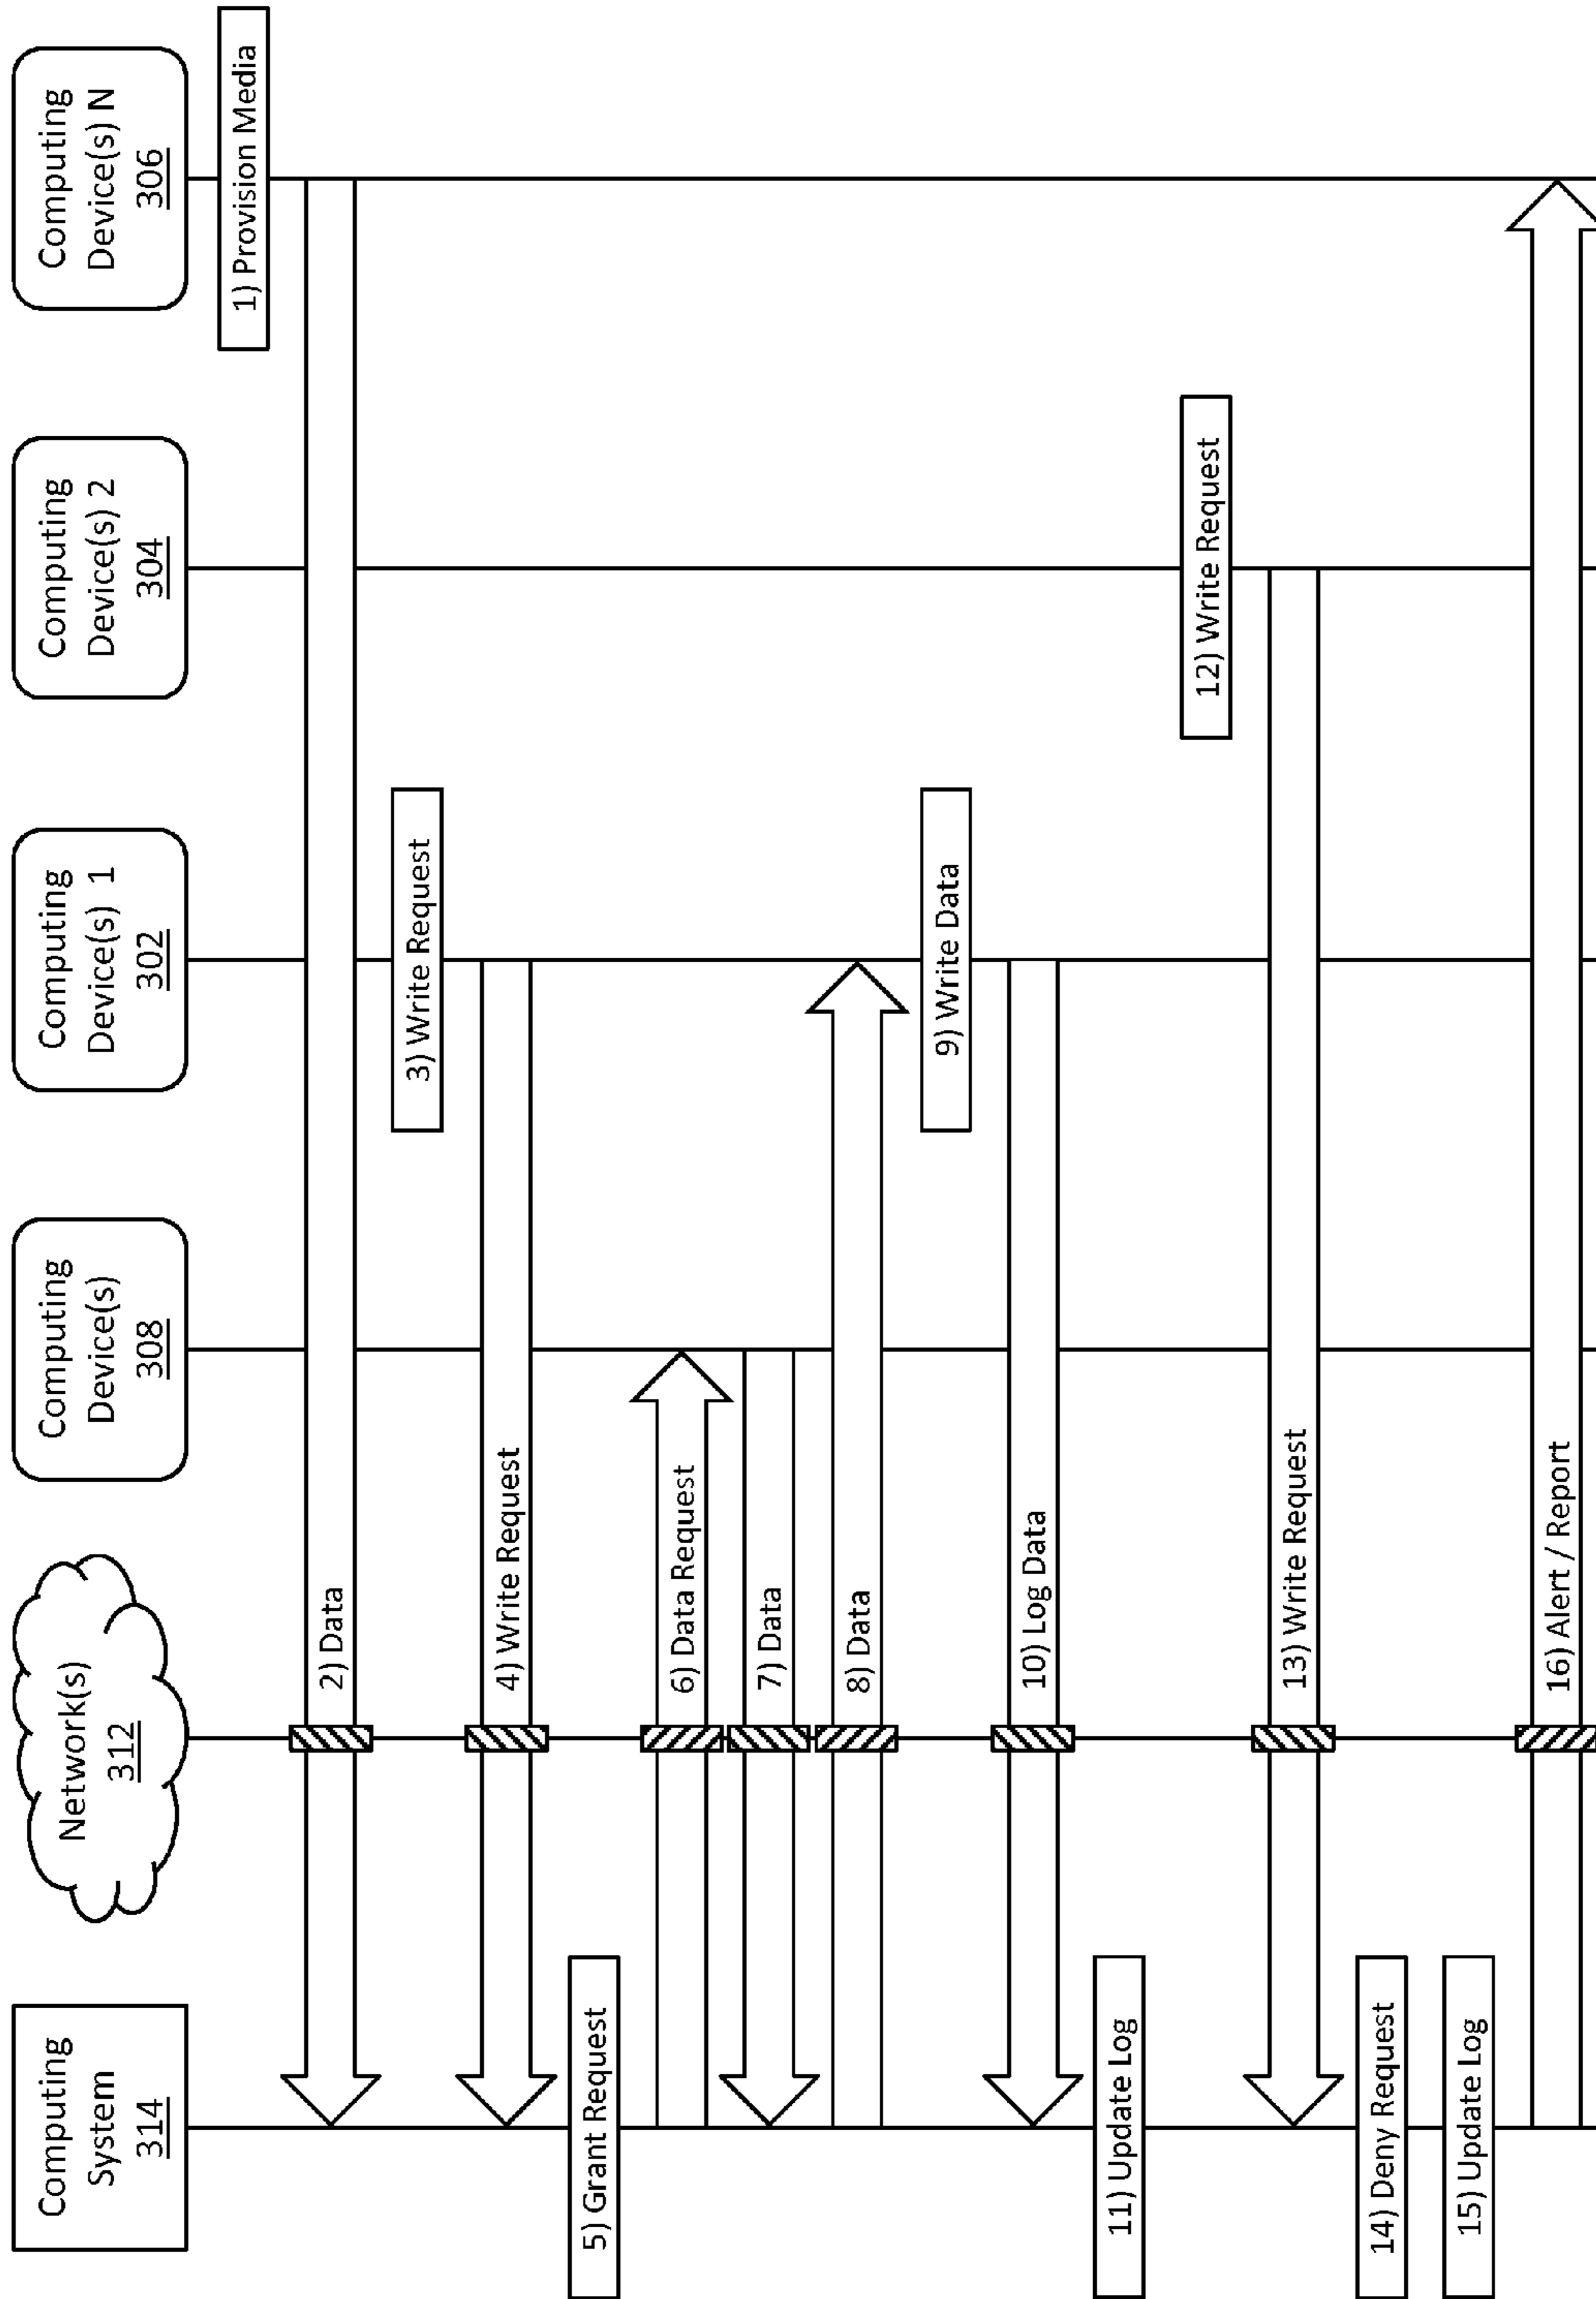 Computing
System
314
Network(s)
312
Computing
Device(s)
308
Computing
Device(s) 1
302
Computing
Device(s) 2
304
Computing
Device(s) N
306
1) Provision Media
2) Data
3) Write Request
4) Write Request
5) Grant Request
6) Data Request
7) Data
8) Data
9) Write Data
10) Log Data
11) Update Log
12) Write Request
13) Write Request
14) Deny Request
15) Update Log
16) Alert / Report